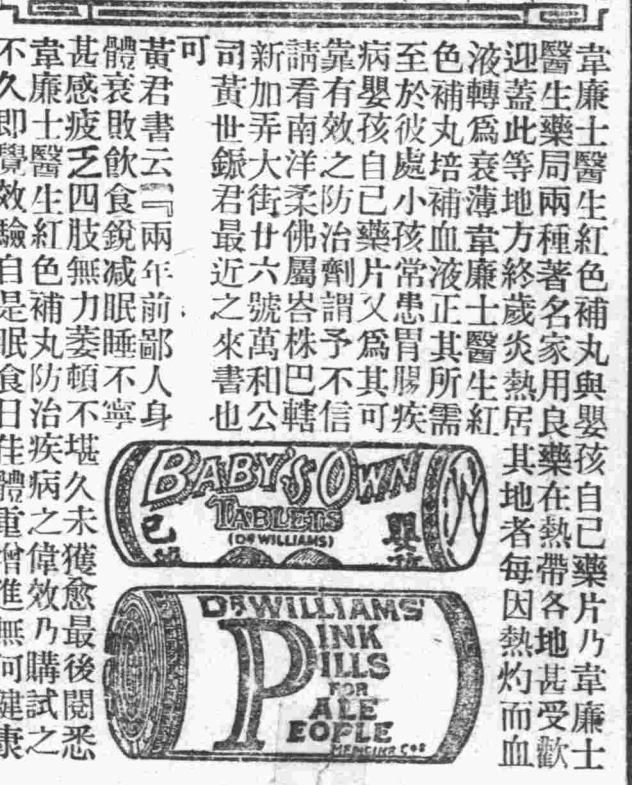 韋廉士醫生紅色補丸與嬰孩自己藥片乃韋廉士
醫生藥局兩種著名家用良藥在熱帶各地甚受歡
迎蓋此等地方終歲炎熱居其地者每因熱灼而血
液轉爲衰薄韋廉士醫生紅
色補丸培補血液正其所需
至於彼處小孩常患胃腸疾
病嬰孩自己藥片又爲其可
靠有效之防治劑謂予不信
請看南洋柔佛屬峇株巴轄
新加弄大街廿六號萬和公
司黃世鋠君最近之來書也
可
黃君書云『兩年前鄙人身
體衰敗飲食銳減眠睡不寧
甚感疲乏四肢無力萎頓不堪久未獲愈最後閱悉
韋廉士醫生紅色補丸防治疾病之偉效乃購試之
不久即覺效驗自是眠食日佳體重增進無何健康
BABY'S OWN
TABLETS
(DR WILLIAMS)
嬰孩
自己
DR WILLIAMS'
PINK
PILLS
FOR
PALE
PEOPLE
MEDICINE CO'S